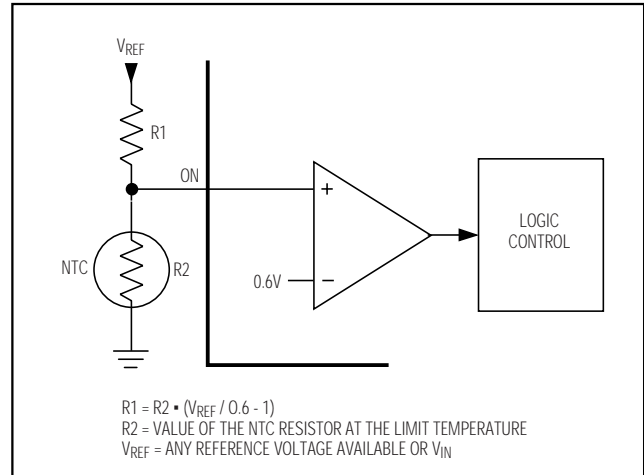 VREF
R1
ON
+
LOGIC
CONTROL
NTC
R2
0.6V
−
R1 = R2 ▪ (VREF / 0.6 - 1)
R2 = VALUE OF THE NTC RESISTOR AT THE LIMIT TEMPERATURE
VREF = ANY REFERENCE VOLTAGE AVAILABLE OR VIN